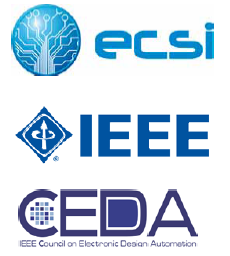 ecsi
IEEE
®
CEDA
IEEE Council on Electronic Design Automation